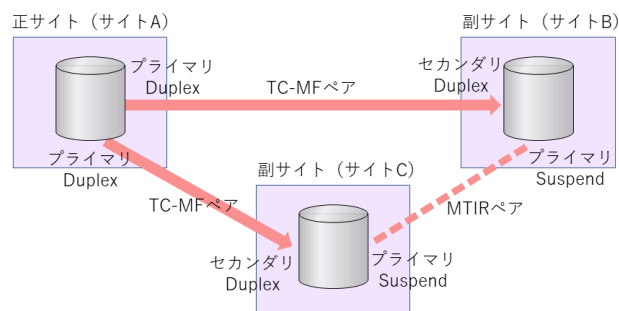 正サイト（サイトA）
副サイト（サイトB）
プライマリ
Duplex
TC-MFペア
セカンダリ
Duplex
プライマリ
Duplex
プライマリ
Suspend
副サイト（サイトC）
TC-MFペア
MTIRペア
セカンダリ
Duplex
プライマリ
Suspend